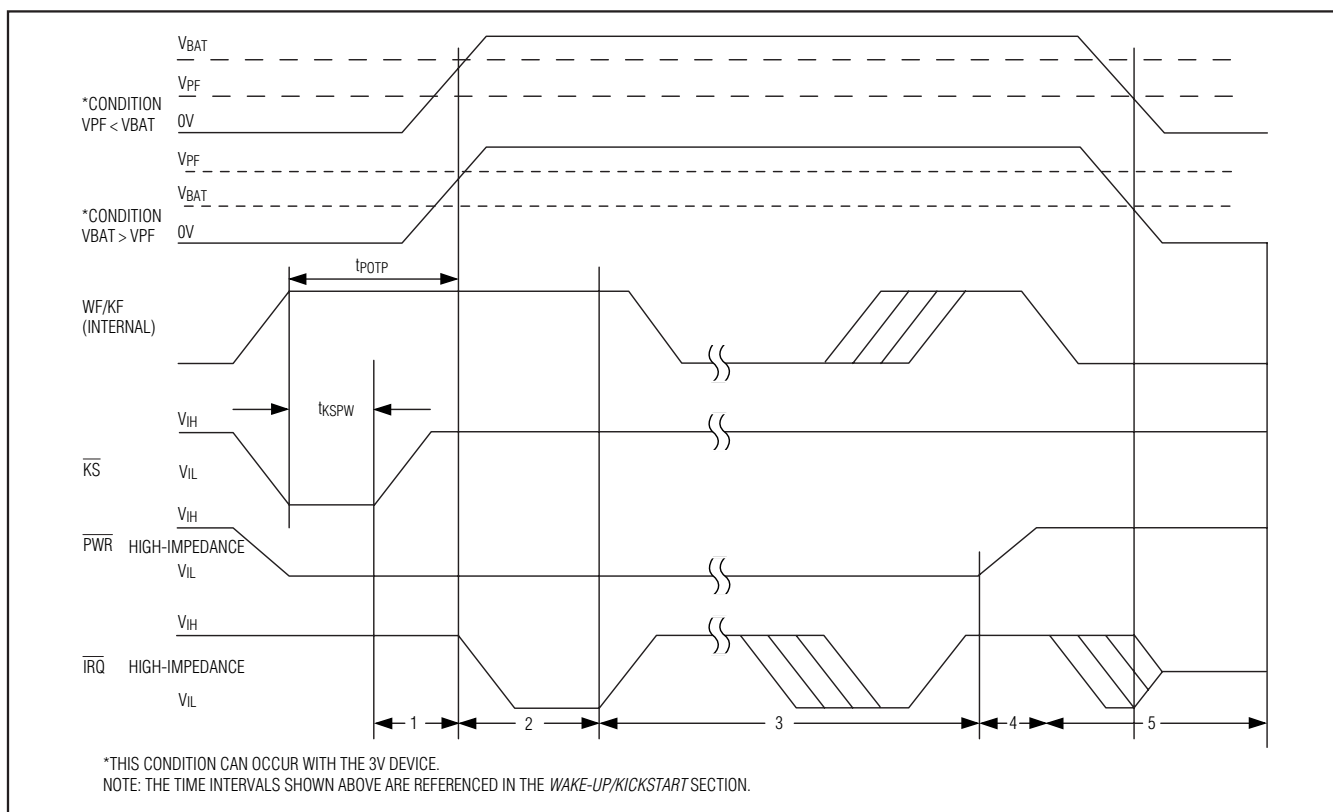 VBAT
VPF
*CONDITION
VPF < VBAT
0V
VPF
VBAT
*CONDITION
VBAT > VPF
0V
tPOTP
WF/KF
(INTERNAL)
tKSPW
VIH
KS
VIL
VIH
PWR HIGH-IMPEDANCE
VIL
VIH
IRQ HIGH-IMPEDANCE
VIL
1 2 3 4 5
*THIS CONDITION CAN OCCUR WITH THE 3V DEVICE.
NOTE: THE TIME INTERVALS SHOWN ABOVE ARE REFERENCED IN THE WAKE-UP/KICKSTART SECTION.